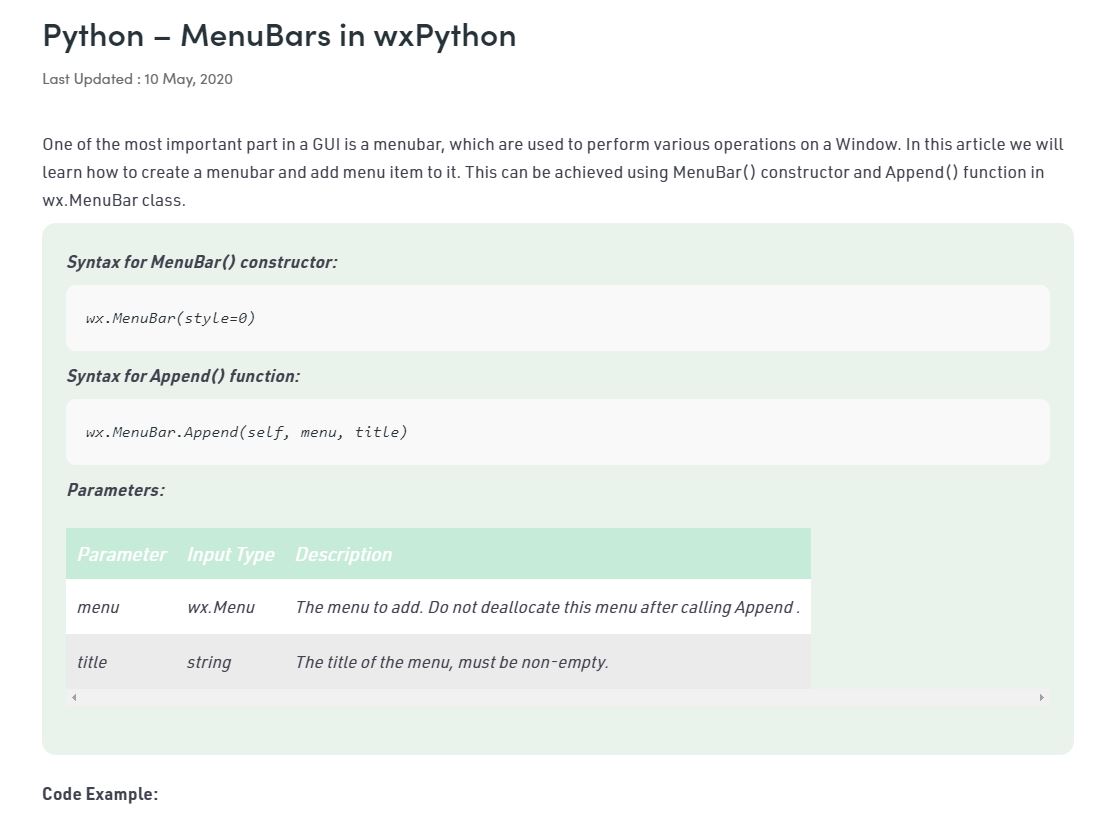 Python – MenuBars in wxPython
Last Updated : 10 May, 2020
One of the most important part in a GUI is a menubar, which are used to perform various operations on a Window. In this article we will
learn how to create a menubar and add menu item to it. This can be achieved using MenuBar() constructor and Append() function in
wx.MenuBar class.
Syntax for MenuBar() constructor:
wx.MenuBar(style=0)
Syntax for Append() function:
wx.MenuBar.Append(self, menu, title)
Parameters:
Parameter Input Type Description
menu wx.Menu The menu to add. Do not deallocate this menu after calling Append .
title string The title of the menu, must be non-empty.
Code Example: